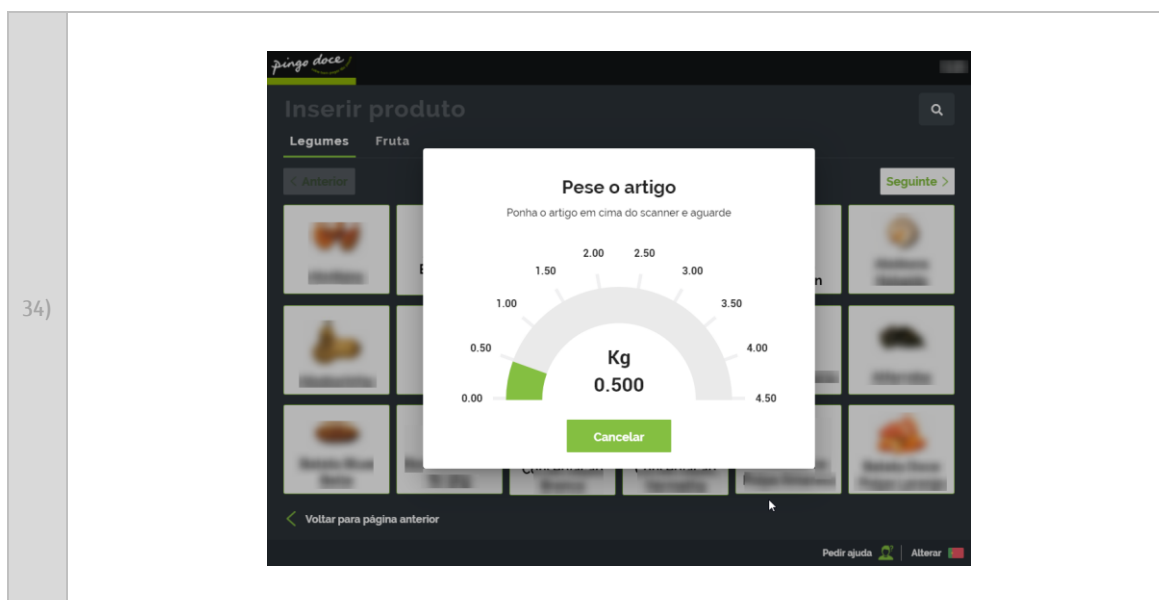 34)
pingo doce
Inserir produto
Legumes Fruta
< Anterior
Seguinte >
Pese o artigo
Ponha o artigo em cima do scanner e aguarde
0.00
0.50
1.00
1.50
2.00
2.50
3.00
3.50
4.00
4.50
Kg
0.500
Cancelar
Voltar para página anterior
Pedir ajuda
Alterar